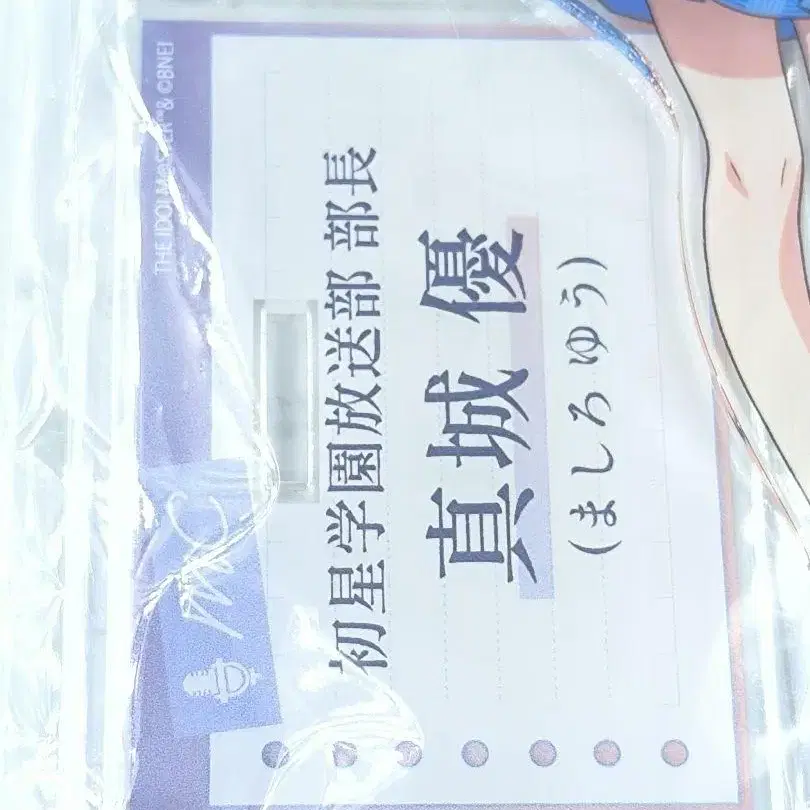 THE IDOLM@STER™& ©BNEI
MC
初星学園放送部 部長
真城 優
(ましろ ゆう)